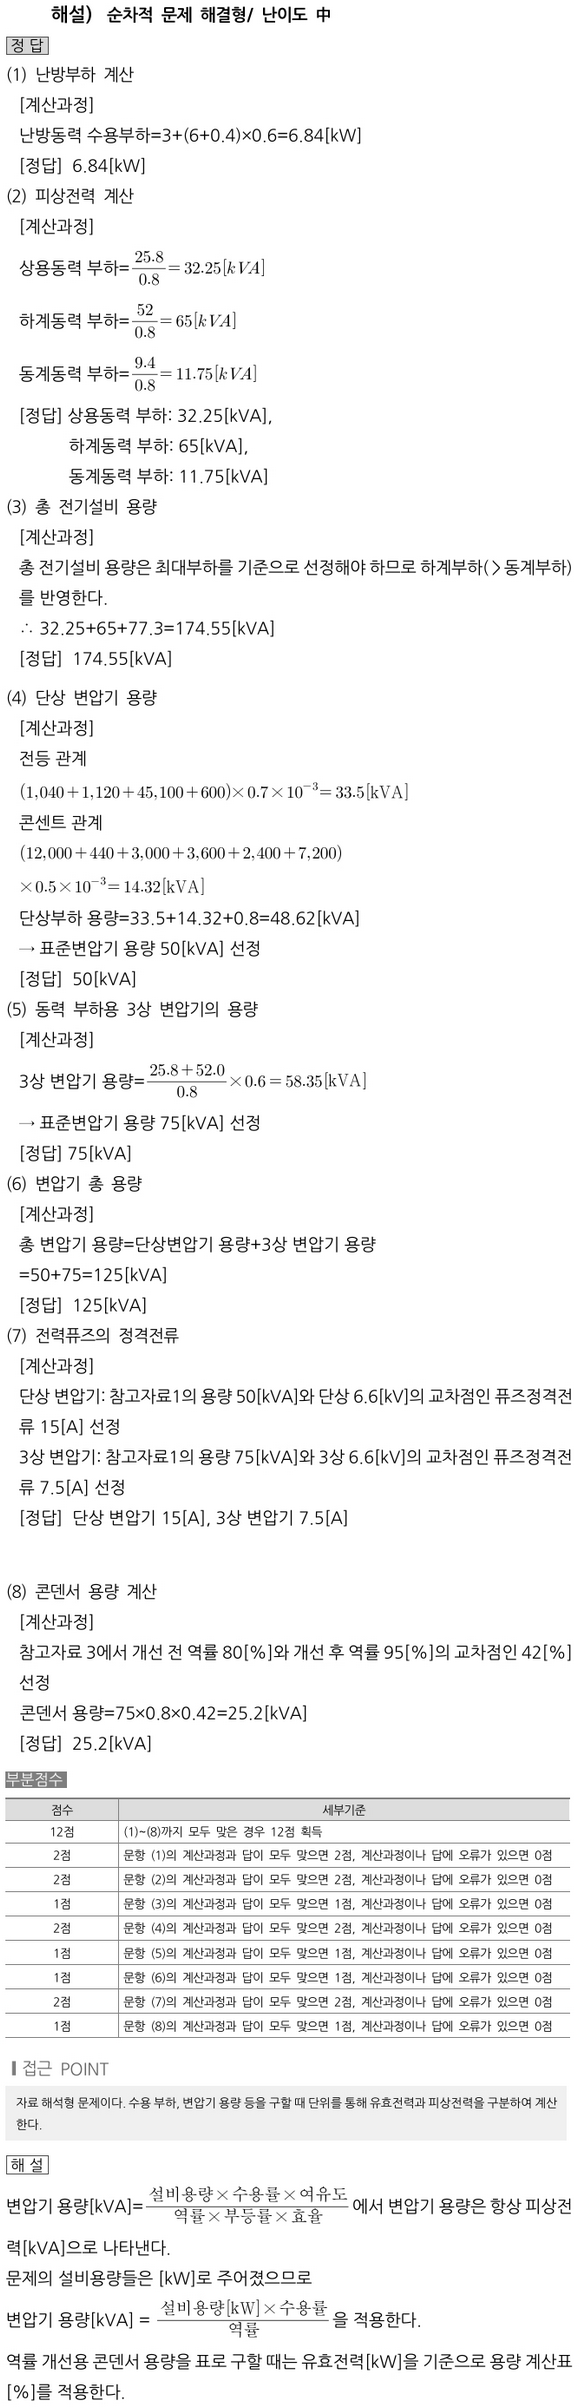 해설) 순차적 문제 해결형/ 난이도 中
정 답
(1) 난방부하 계산
[계산과정]
난방동력 수용부하=3+(6+0.4)×0.6=6.84[kW]
[정답] 6.84[kW]
(2) 피상전력 계산
[계산과정]
상용동력 부하=25.8/0.8=32.25[kVA]
하계동력 부하=52/0.8=65[kVA]
동계동력 부하=9.4/0.8=11.75[kVA]
[정답] 상용동력 부하: 32.25[kVA],
하계동력 부하: 65[kVA],
동계동력 부하: 11.75[kVA]
(3) 총 전기설비 용량
[계산과정]
총 전기설비 용량은 최대부하를 기준으로 선정해야 하므로 하계부하(>동계부하)
를 반영한다.
∴ 32.25+65+77.3=174.55[kVA]
[정답] 174.55[kVA]
(4) 단상 변압기 용량
[계산과정]
전등 관계
(1,040+1,120+45,100+600)×0.7×10⁻³=33.5[kVA]
콘센트 관계
(12,000+440+3,000+3,600+2,400+7,200)
×0.5×10⁻³=14.32[kVA]
단상부하 용량=33.5+14.32+0.8=48.62[kVA]
→ 표준변압기 용량 50[kVA] 선정
[정답] 50[kVA]
(5) 동력 부하용 3상 변압기의 용량
[계산과정]
3상 변압기 용량=25.8+52.0/0.8×0.6=58.35[kVA]
→ 표준변압기 용량 75[kVA] 선정
[정답] 75[kVA]
(6) 변압기 총 용량
[계산과정]
총 변압기 용량=단상변압기 용량+3상 변압기 용량
=50+75=125[kVA]
[정답] 125[kVA]
(7) 전력퓨즈의 정격전류
[계산과정]
단상 변압기: 참고자료1의 용량 50[kVA]와 단상 6.6[kV]의 교차점인 퓨즈정격전
류 15[A] 선정
3상 변압기: 참고자료1의 용량 75[kVA]와 3상 6.6[kV]의 교차점인 퓨즈정격전
류 7.5[A] 선정
[정답] 단상 변압기 15[A], 3상 변압기 7.5[A]
(8) 콘덴서 용량 계산
[계산과정]
참고자료 3에서 개선 전 역률 80[%]와 개선 후 역률 95[%]의 교차점인 42[%]
선정
콘덴서 용량=75×0.8×0.42=25.2[kVA]
[정답] 25.2[kVA]
부분점수
점수 세부기준
12점 (1)~(8)까지 모두 맞은 경우 12점 획득
2점 문항 (1)의 계산과정과 답이 모두 맞으면 2점, 계산과정이나 답에 오류가 있으면 0점
2점 문항 (2)의 계산과정과 답이 모두 맞으면 2점, 계산과정이나 답에 오류가 있으면 0점
1점 문항 (3)의 계산과정과 답이 모두 맞으면 1점, 계산과정이나 답에 오류가 있으면 0점
2점 문항 (4)의 계산과정과 답이 모두 맞으면 2점, 계산과정이나 답에 오류가 있으면 0점
1점 문항 (5)의 계산과정과 답이 모두 맞으면 1점, 계산과정이나 답에 오류가 있으면 0점
1점 문항 (6)의 계산과정과 답이 모두 맞으면 1점, 계산과정이나 답에 오류가 있으면 0점
2점 문항 (7)의 계산과정과 답이 모두 맞으면 2점, 계산과정이나 답에 오류가 있으면 0점
1점 문항 (8)의 계산과정과 답이 모두 맞으면 1점, 계산과정이나 답에 오류가 있으면 0점
접근 POINT
자료 해석형 문제이다. 수용 부하, 변압기 용량 등을 구할 때 단위를 통해 유효전력과 피상전력을 구분하여 계산
한다.
해 설
변압기 용량[kVA]=설비용량×수용률×여유도/역률×부등률×효율 에서 변압기 용량은 항상 피상전
력[kVA]으로 나타낸다.
문제의 설비용량들은 [kW]로 주어졌으므로
변압기 용량[kVA] = 설비용량[kW]×수용률/역률 을 적용한다.
역률 개선용 콘덴서 용량을 표로 구할 때는 유효전력[kW]을 기준으로 용량 계산표
[%]를 적용한다.